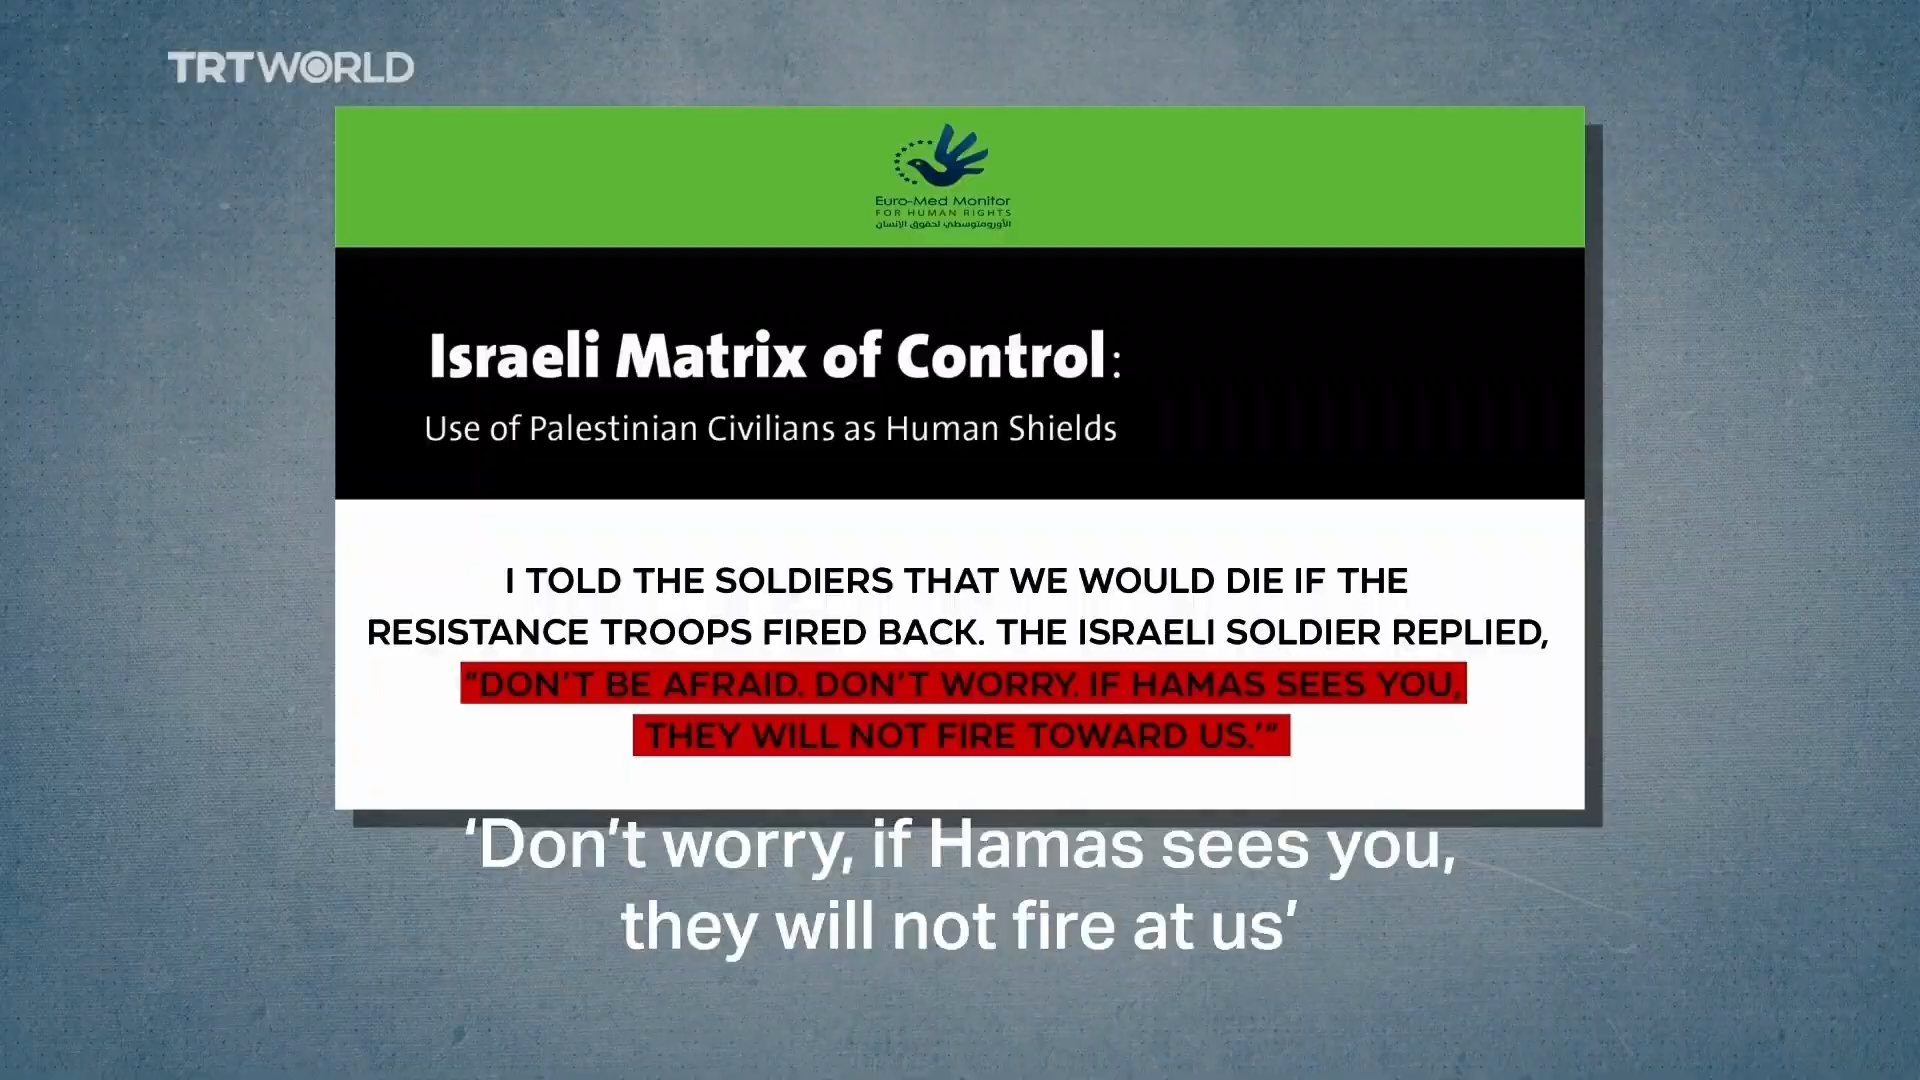 TRTWORLD
Euro-Med Monitor
FOR HUMAN RIGHTS
الأورومتوسطي لحقوق الإنسان
Israeli Matrix of Control:
Use of Palestinian Civilians as Human Shields
I TOLD THE SOLDIERS THAT WE WOULD DIE IF THE
RESISTANCE TROOPS FIRED BACK. THE ISRAELI SOLDIER REPLIED,
"DON'T BE AFRAID. DON'T WORRY. IF HAMAS SEES YOU,
THEY WILL NOT FIRE TOWARD US.'"
‘Don’t worry, if Hamas sees you,
they will not fire at us’